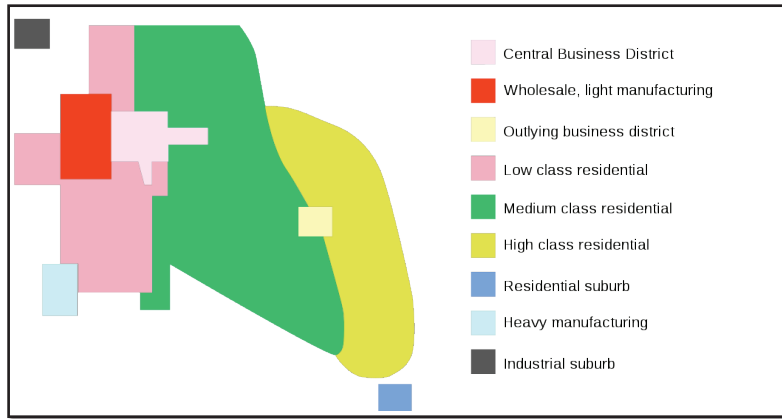 Central Business District
Wholesale, light manufacturing
Outlying business district
Low class residential
Medium class residential
High class residential
Residential suburb
Heavy manufacturing
Industrial suburb